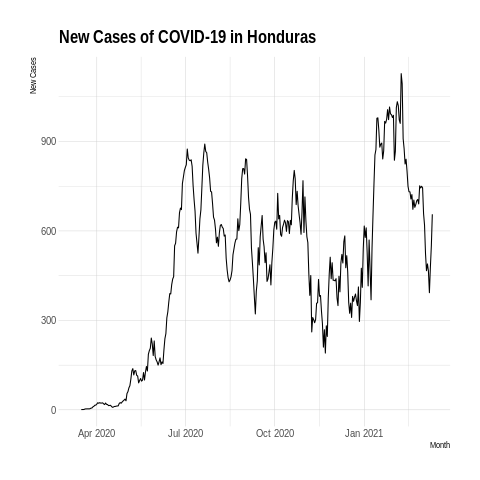 New Cases of COVID-19 in Honduras
New Cases
900
600
300
0
Apr 2020
Jul 2020
Oct 2020
Jan 2021
Month